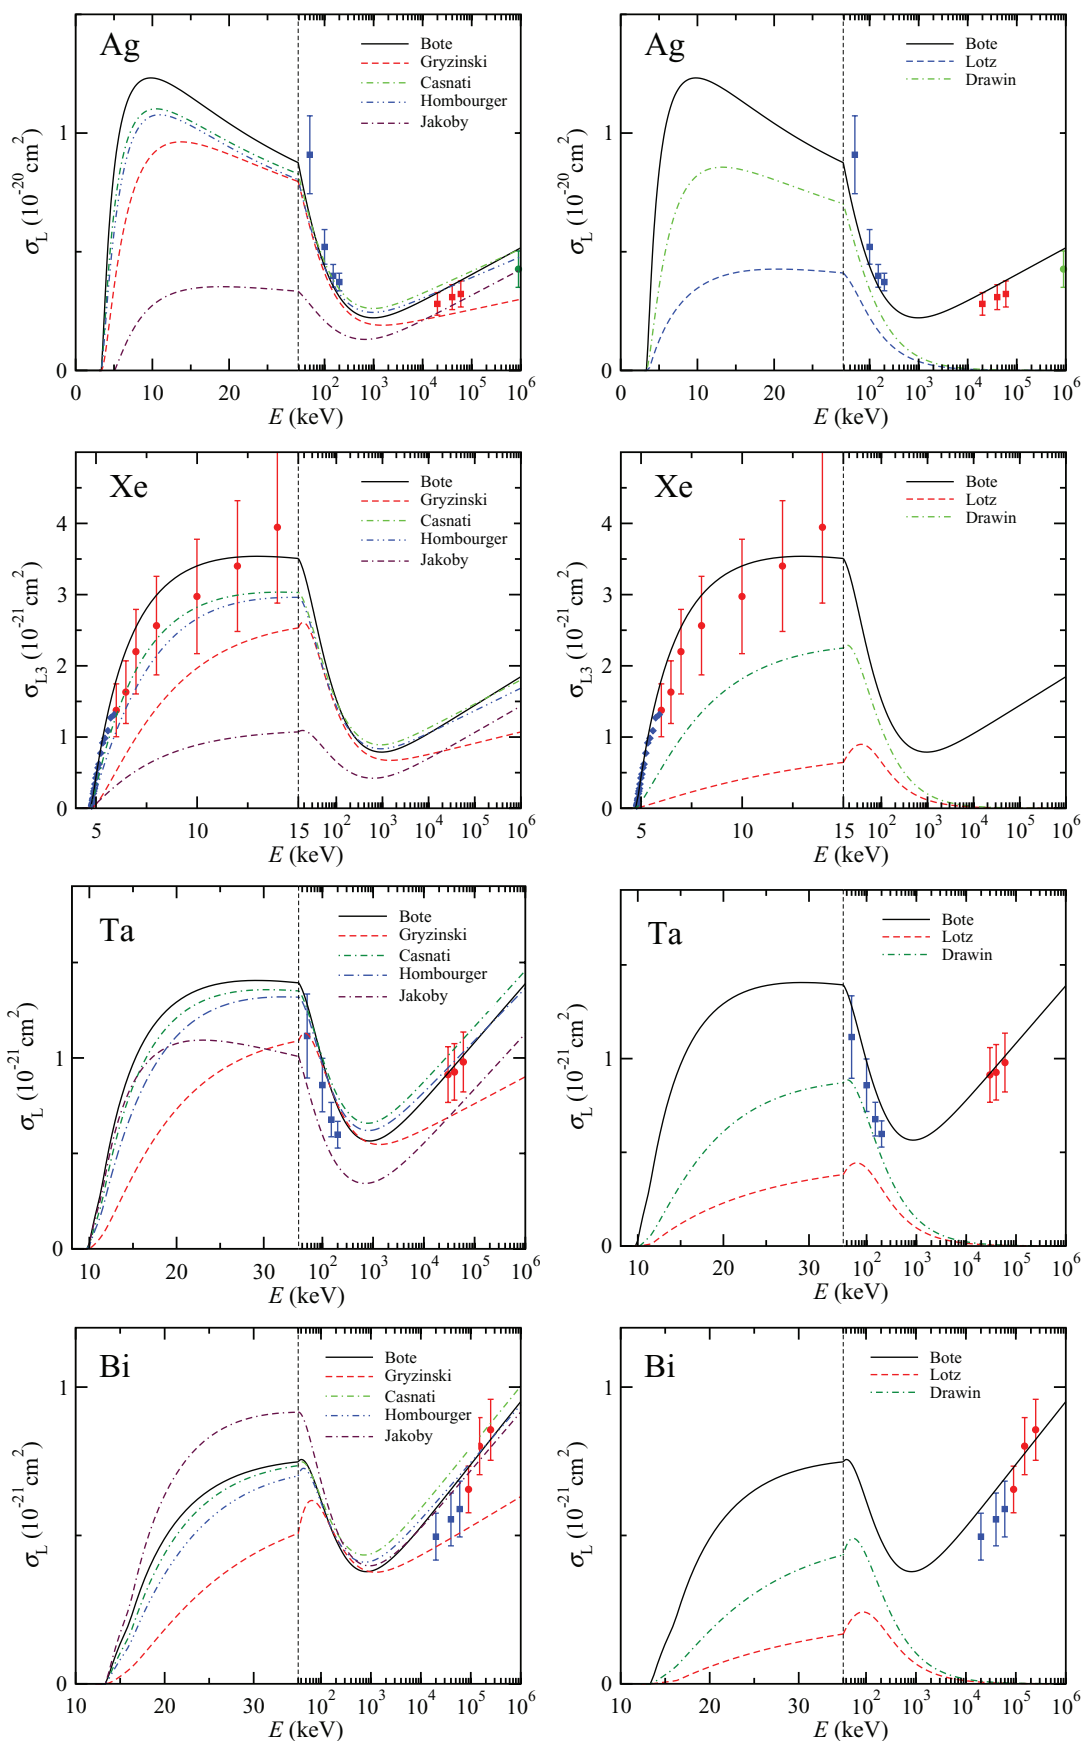 Ag
Bote
Gryzinski
Casnati
Hombourger
Jakoby
σL (10⁻²⁰ cm²)
1
0
0 10 20 10² 10³ 10⁴ 10⁵ 10⁶
E (keV)
Ag
Bote
Lotz
Drawin
σL (10⁻²⁰ cm²)
1
0
0 10 20 10² 10³ 10⁴ 10⁵ 10⁶
E (keV)
Xe
Bote
Gryzinski
Casnati
Hombourger
Jakoby
σL3 (10⁻²¹ cm²)
4
3
2
1
0
5 10 15 10² 10³ 10⁴ 10⁵ 10⁶
E (keV)
Xe
Bote
Lotz
Drawin
σL3 (10⁻²¹ cm²)
4
3
2
1
0
5 10 15 10² 10³ 10⁴ 10⁵ 10⁶
E (keV)
Ta
Bote
Gryzinski
Casnati
Hombourger
Jakoby
σL (10⁻²¹ cm²)
1
0
10 20 30 10² 10³ 10⁴ 10⁵ 10⁶
E (keV)
Ta
Bote
Lotz
Drawin
σL (10⁻²¹ cm²)
1
0
10 20 30 10² 10³ 10⁴ 10⁵ 10⁶
E (keV)
Bi
Bote
Gryzinski
Casnati
Hombourger
Jakoby
σL (10⁻²¹ cm²)
1
0
10 20 30 10² 10³ 10⁴ 10⁵ 10⁶
E (keV)
Bi
Bote
Lotz
Drawin
σL (10⁻²¹ cm²)
1
0
10 20 30 10² 10³ 10⁴ 10⁵ 10⁶
E (keV)